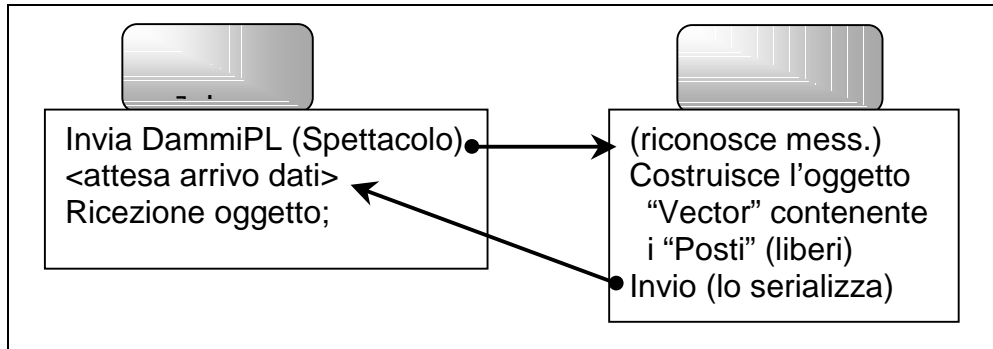 Invia DammiPL (Spettacolo)
<attesa arrivo dati>
Ricezione oggetto;
(riconosce mess.)
Costruisce l’oggetto
“Vector” contenente
i “Posti” (liberi)
Invio (lo serializza)